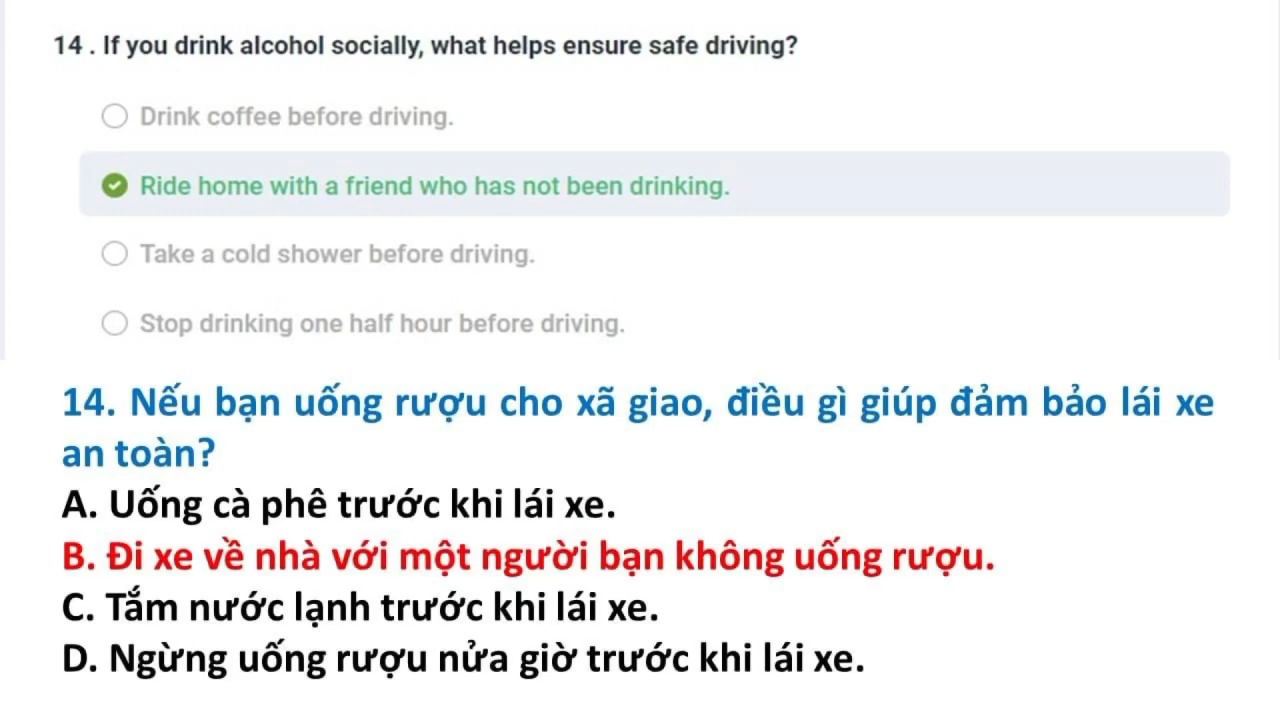 14 . If you drink alcohol socially, what helps ensure safe driving?
Drink coffee before driving.
Ride home with a friend who has not been drinking.
Take a cold shower before driving.
Stop drinking one half hour before driving.
14. Nếu bạn uống rượu cho xã giao, điều gì giúp đảm bảo lái xe
an toàn?
A. Uống cà phê trước khi lái xe.
B. Đi xe về nhà với một người bạn không uống rượu.
C. Tắm nước lạnh trước khi lái xe.
D. Ngừng uống rượu nửa giờ trước khi lái xe.